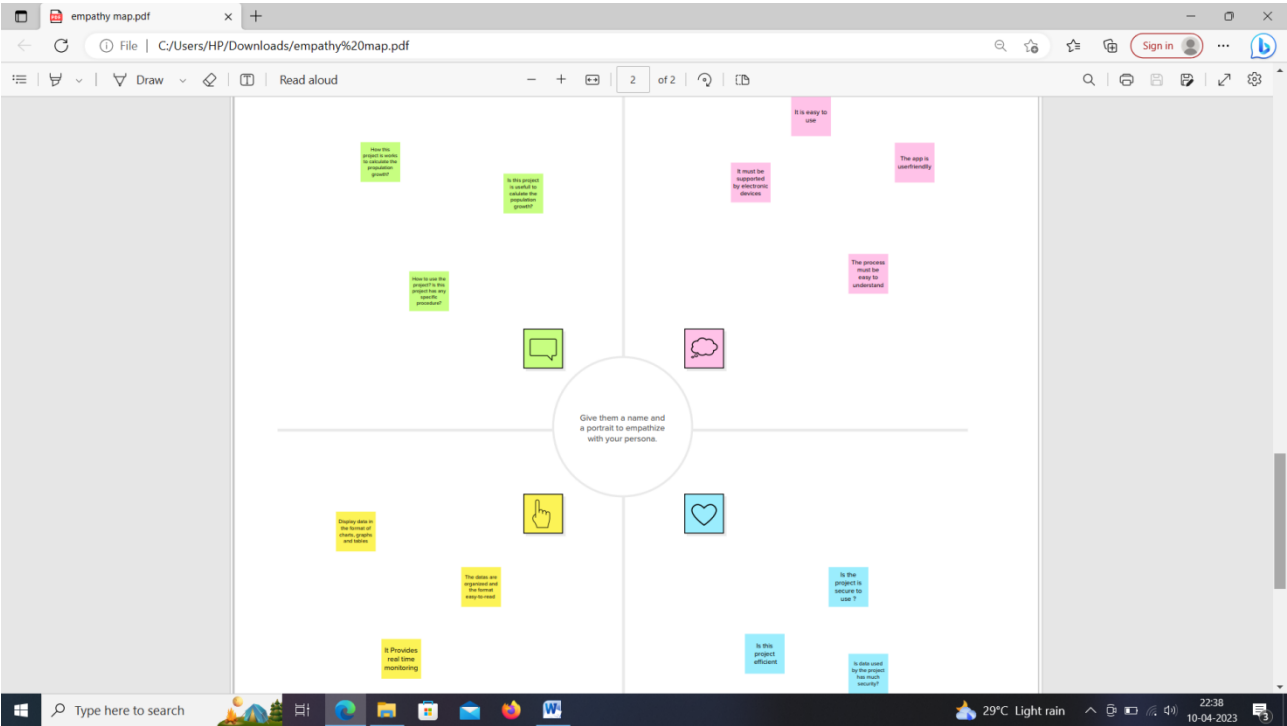 empathy map.pdf
File
C:/Users/HP/Downloads/empathy%20map.pdf
Sign in
Draw
Read aloud
2
of 2
It is easy to
use
How this
project is works
to calculate the
propulation
growth?
The app is
userfriendlly
Is this project
is usefull to
calulate the
population
growth?
It must be
supported
by electronic
devices
The process
must be
easy to
understand
How to use the
project? Is this
project has any
specific
procedure?
Give them a name and
a portrait to empathize
with your persona.
Display data in
the format of
charts, graphs
and tables
The datas are
organized and
the format
easy to read
It Provides
real time
monitoring
Is the
project is
secure to
use ?
Is this
project
efficient
Is data used
by the project
has much
security?
Type here to search
29°C Light rain
22:38
10-04-2023